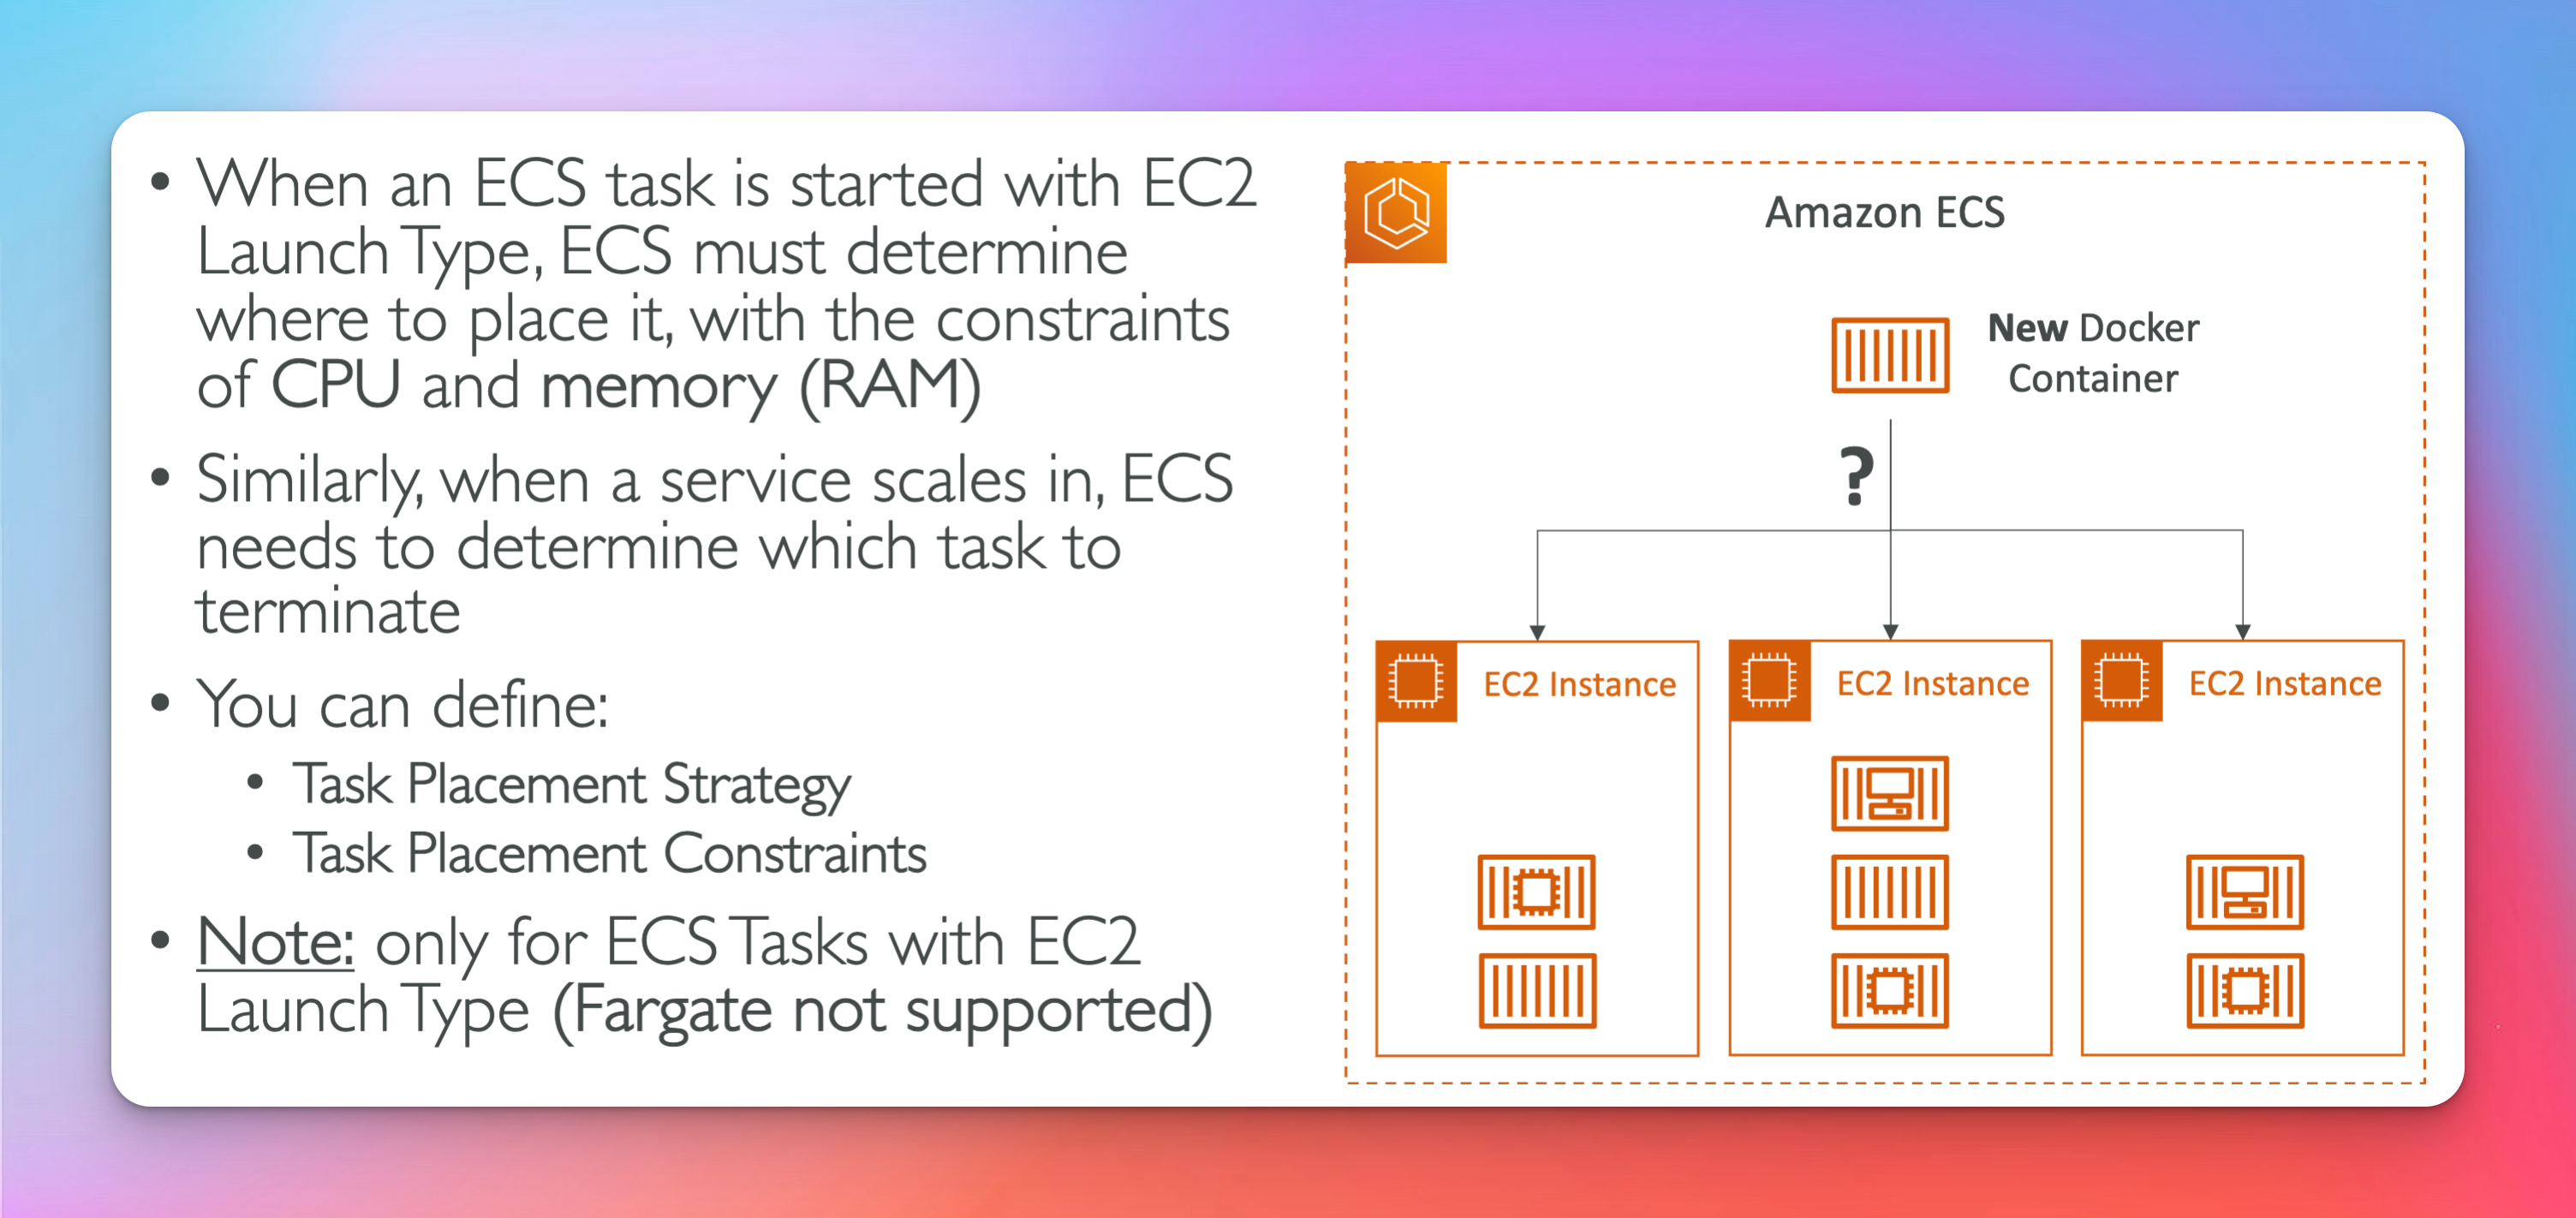 • When an ECS task is started with EC2
Launch Type, ECS must determine
where to place it, with the constraints
of CPU and memory (RAM)
• Similarly, when a service scales in, ECS
needs to determine which task to
terminate
• You can define:
• Task Placement Strategy
• Task Placement Constraints
• Note: only for ECS Tasks with EC2
Launch Type (Fargate not supported)
Amazon ECS
New Docker
Container
?
EC2 Instance
EC2 Instance
EC2 Instance